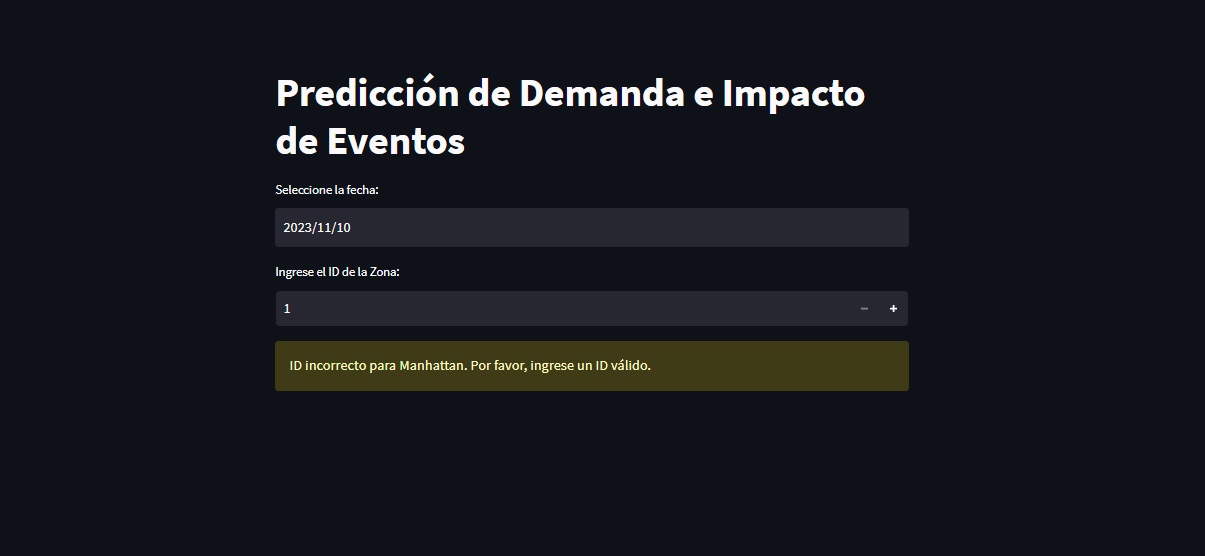 Predicción de Demanda e Impacto
de Eventos
Seleccione la fecha:
2023/11/10
Ingrese el ID de la Zona:
1
ID incorrecto para Manhattan. Por favor, ingrese un ID válido.